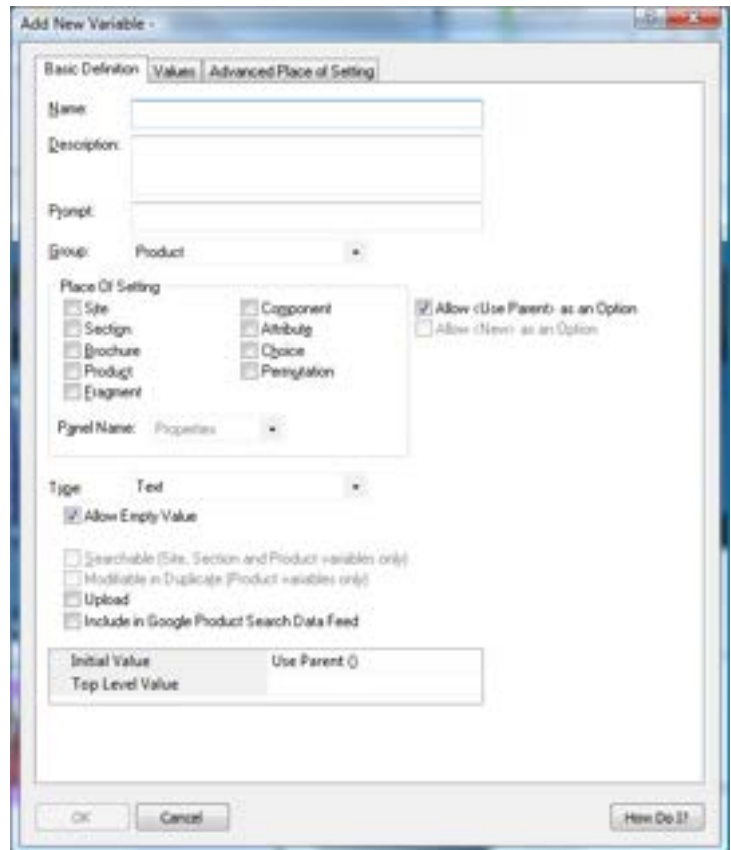 Add New Variable -
Basic Definition Values Advanced Place of Setting
Name:
Description:
Prompt:
Group: Product
Place Of Setting
Site Component Allow <Use Parent> as an Option
Section Attribute Allow <New> as an Option
Brochure Choice
Product Permutation
Fragment
Panel Name: Properties
Type Text
Allow Empty Value
Searchable (Site, Section and Product variables only)
Modifiable in Duplicate (Product variables only)
Upload
Include in Google Product Search Data Feed
Initial Value Use Parent ()
Top Level Value
OK Cancel How Do I?